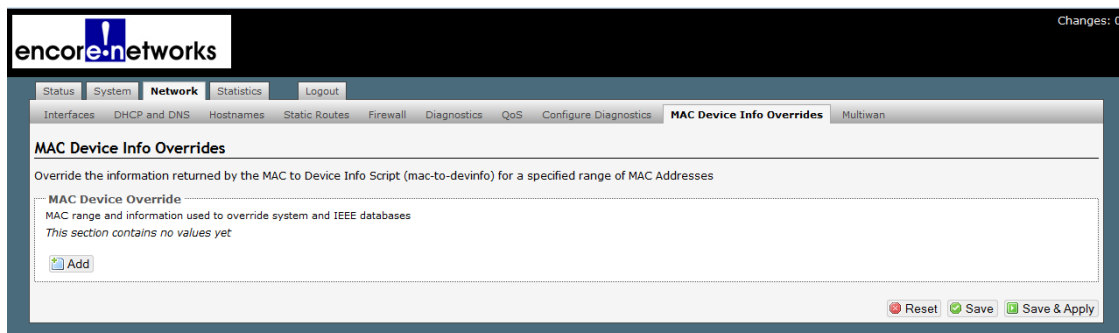 Changes: 0
encore!networks
Status System Network Statistics Logout
Interfaces DHCP and DNS Hostnames Static Routes Firewall Diagnostics QoS Configure Diagnostics MAC Device Info Overrides Multiwan
MAC Device Info Overrides
Override the information returned by the MAC to Device Info Script (mac-to-devinfo) for a specified range of MAC Addresses
MAC Device Override
MAC range and information used to override system and IEEE databases
This section contains no values yet
Add
Reset Save Save & Apply